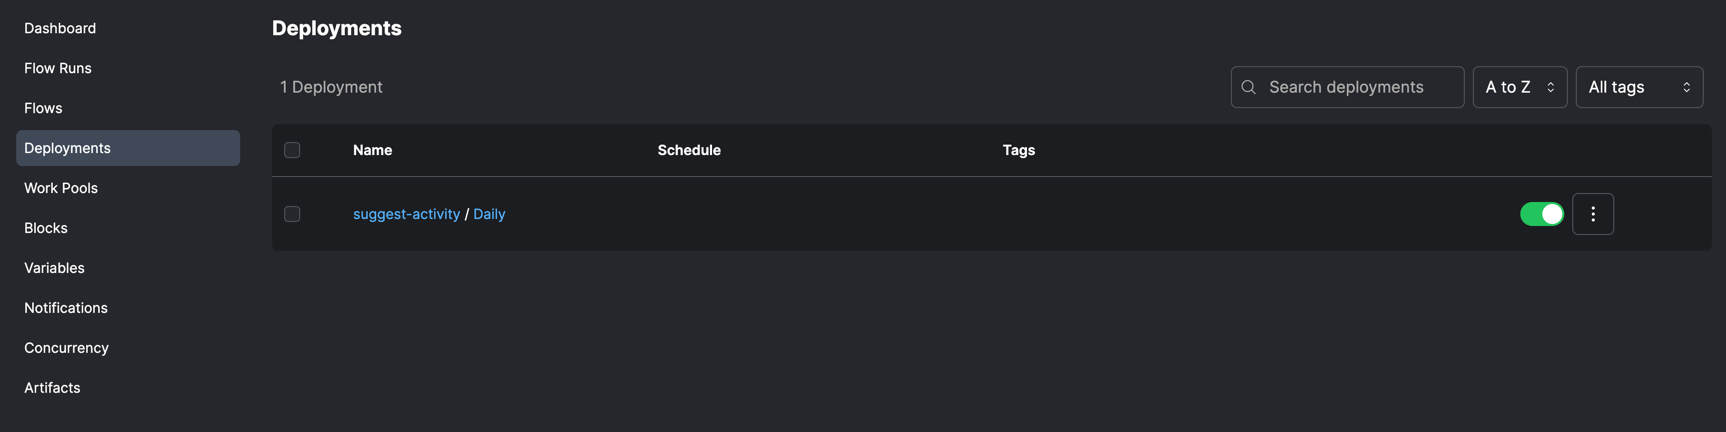 Dashboard
Flow Runs
Flows
Deployments
Work Pools
Blocks
Variables
Notifications
Concurrency
Artifacts
Deployments
1 Deployment
Search deployments
A to Z
All tags
Name Schedule Tags
suggest-activity / Daily